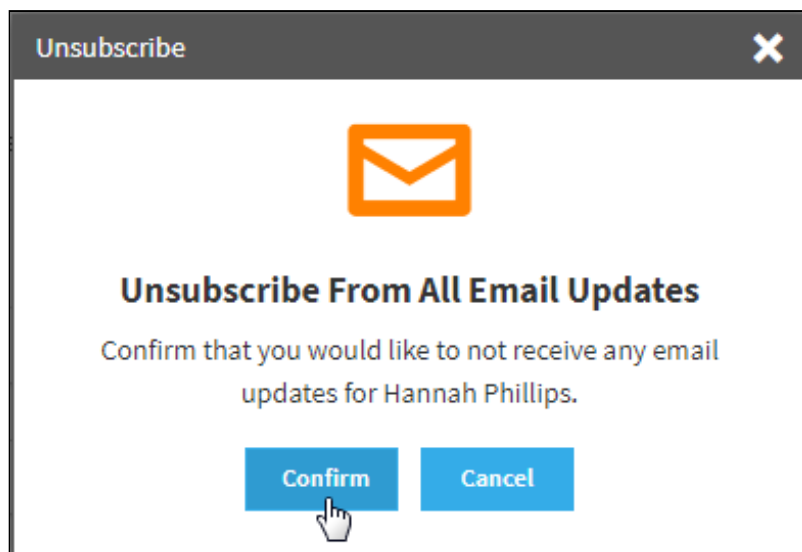 Unsubscribe
Unsubscribe From All Email Updates
Confirm that you would like to not receive any email
updates for Hannah Phillips.
Confirm Cancel